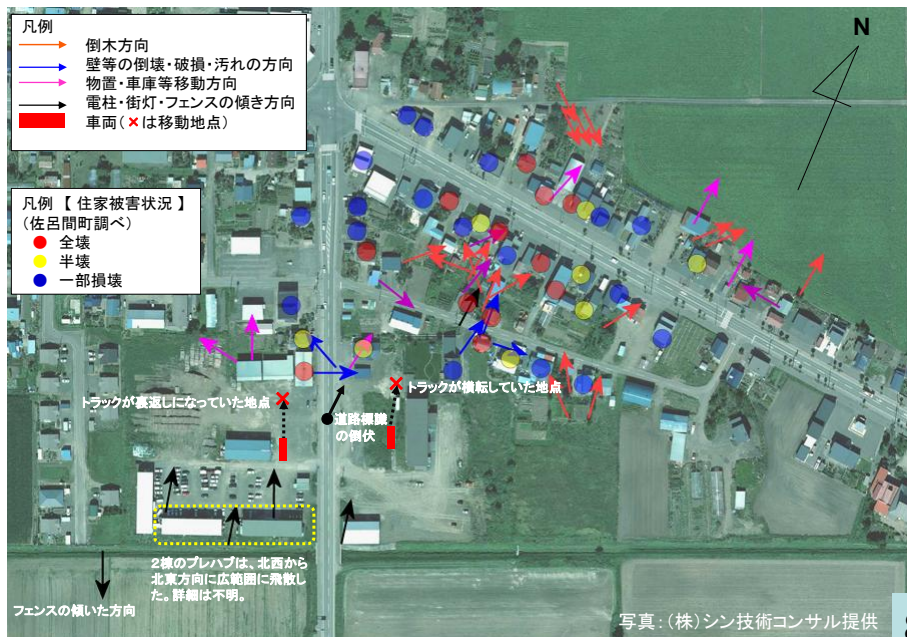 凡例
倒木方向
壁等の倒壊・破損・汚れの方向
物置・車庫等移動方向
電柱・街灯・フェンスの傾き方向
車両(×は移動地点)
N
凡例 【 住家被害状況 】
(佐呂間町調べ)
全壊
半壊
一部損壊
トラックが裏返しになっていた地点
トラックが横転していた地点
道路標識
の倒伏
2棟のプレハブは、北西から
北東方向に広範囲に飛散し
た。詳細は不明。
フェンスの傾いた方向
写真:(株)シン技術コンサル提供